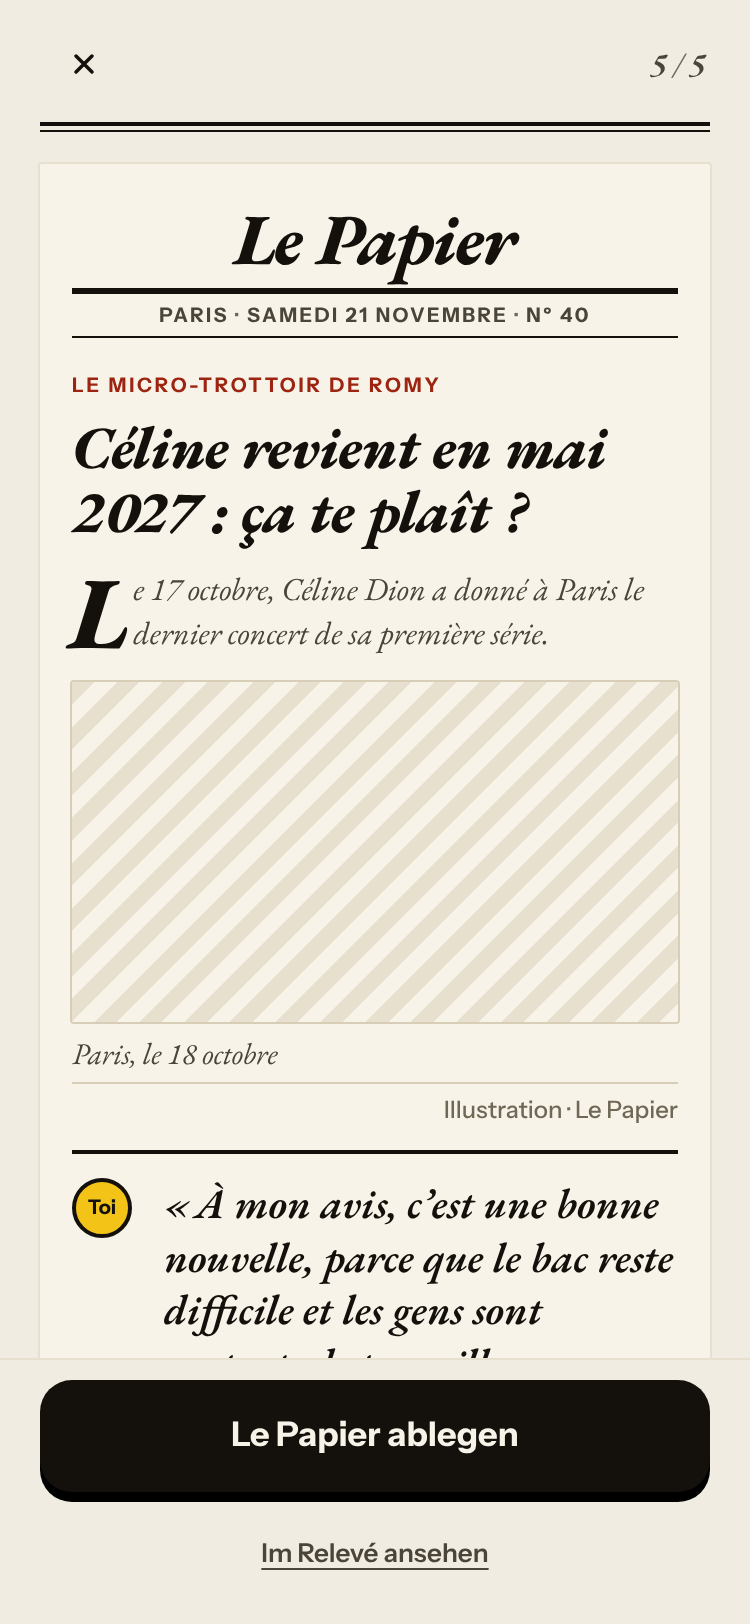 5/5
Le Papier
PARIS · SAMEDI 21 NOVEMBRE · N° 40
LE MICRO-TROTTOIR DE ROMY
Céline revient en mai
2027 : ça te plaît ?
Le 17 octobre, Céline Dion a donné à Paris le
dernier concert de sa première série.
Paris, le 18 octobre
Illustration · Le Papier
Toi
« À mon avis, c’est une bonne
nouvelle, parce que le bac reste
difficile et les gens sont
Le Papier ablegen
Im Relevé ansehen